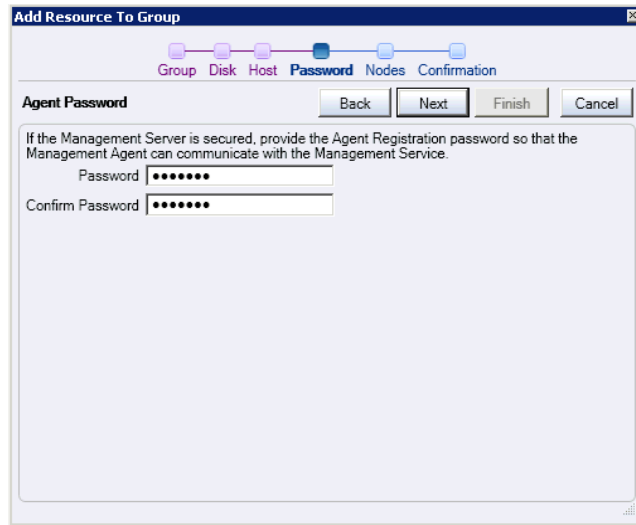 Add Resource To Group
Group Disk Host Password Nodes Confirmation
Agent Password Back Next Finish Cancel
If the Management Server is secured, provide the Agent Registration password so that the
Management Agent can communicate with the Management Service.
Password •••••••
Confirm Password •••••••